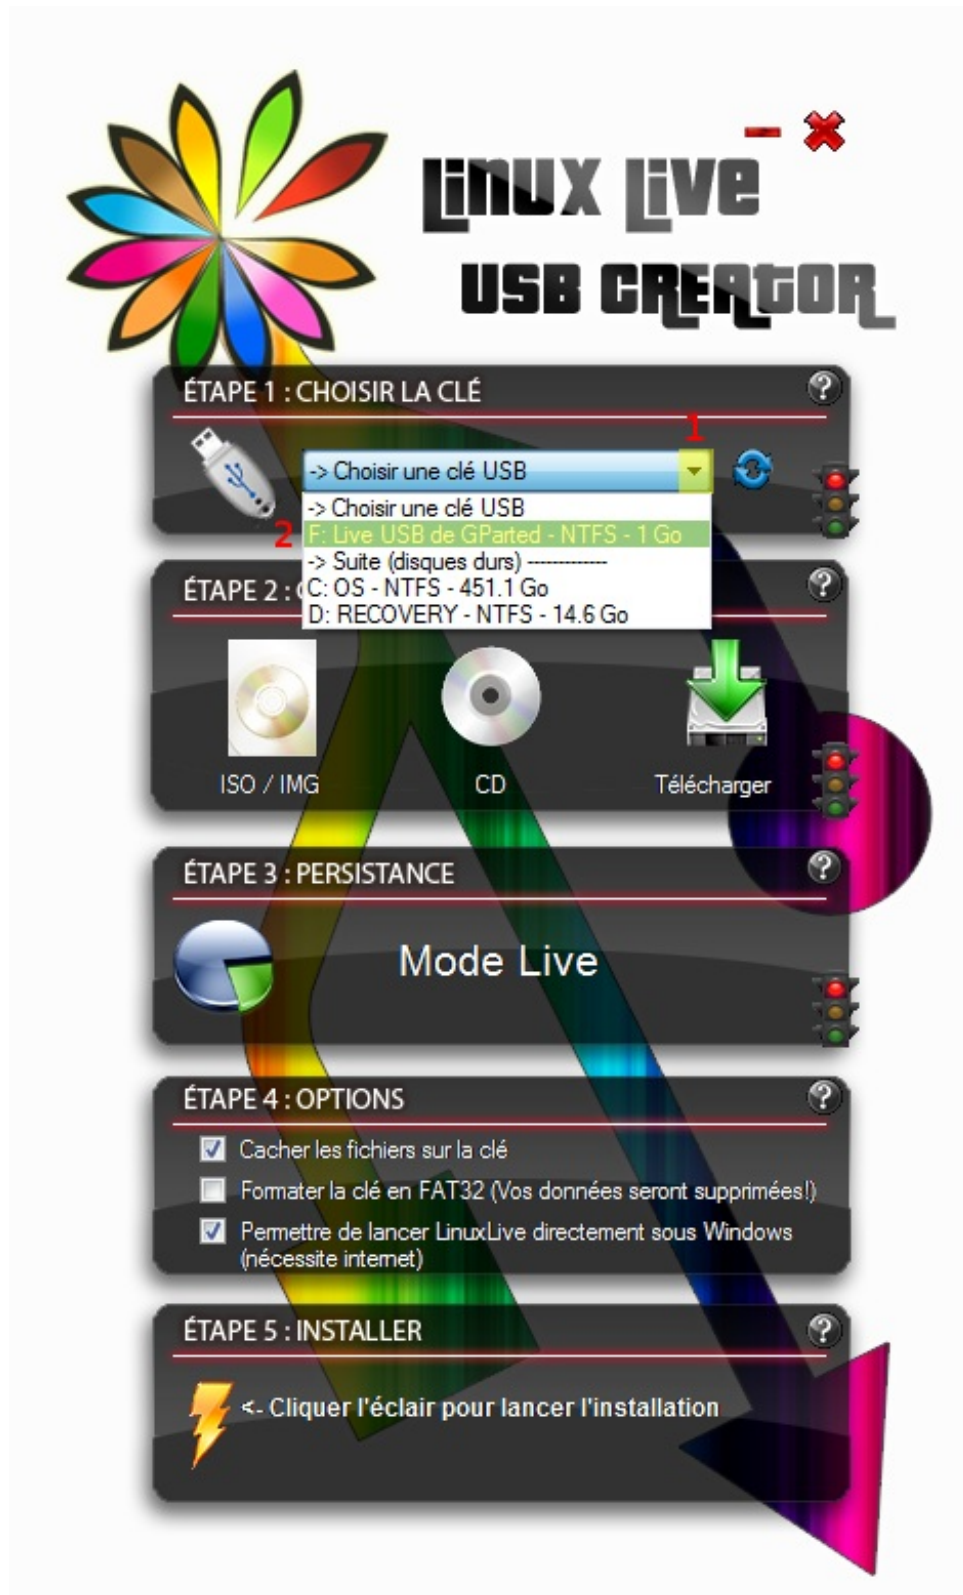 Linux Live
USB Creator
ÉTAPE 1 : CHOISIR LA CLÉ
?
1
-> Choisir une clé USB
-> Choisir une clé USB
2
F: Live USB de GParted - NTFS - 1 Go
-> Suite (disques durs) -------------
C: OS - NTFS - 451.1 Go
D: RECOVERY - NTFS - 14.6 Go
ÉTAPE 2 :
?
ISO / IMG
CD
Télécharger
ÉTAPE 3 : PERSISTANCE
?
Mode Live
ÉTAPE 4 : OPTIONS
?
Cacher les fichiers sur la clé
Formater la clé en FAT32 (Vos données seront supprimées!)
Permettre de lancer LinuxLive directement sous Windows
(nécessite internet)
ÉTAPE 5 : INSTALLER
?
<- Cliquer l'éclair pour lancer l'installation